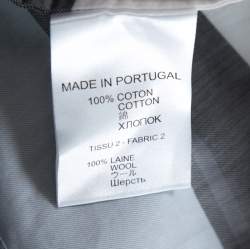 MADE IN PORTUGAL
100% COTON
COTTON
綿
ХЛОПОК
TISSU 2 - FABRIC 2
100% LAINE
WOOL
ウール
Шерсть